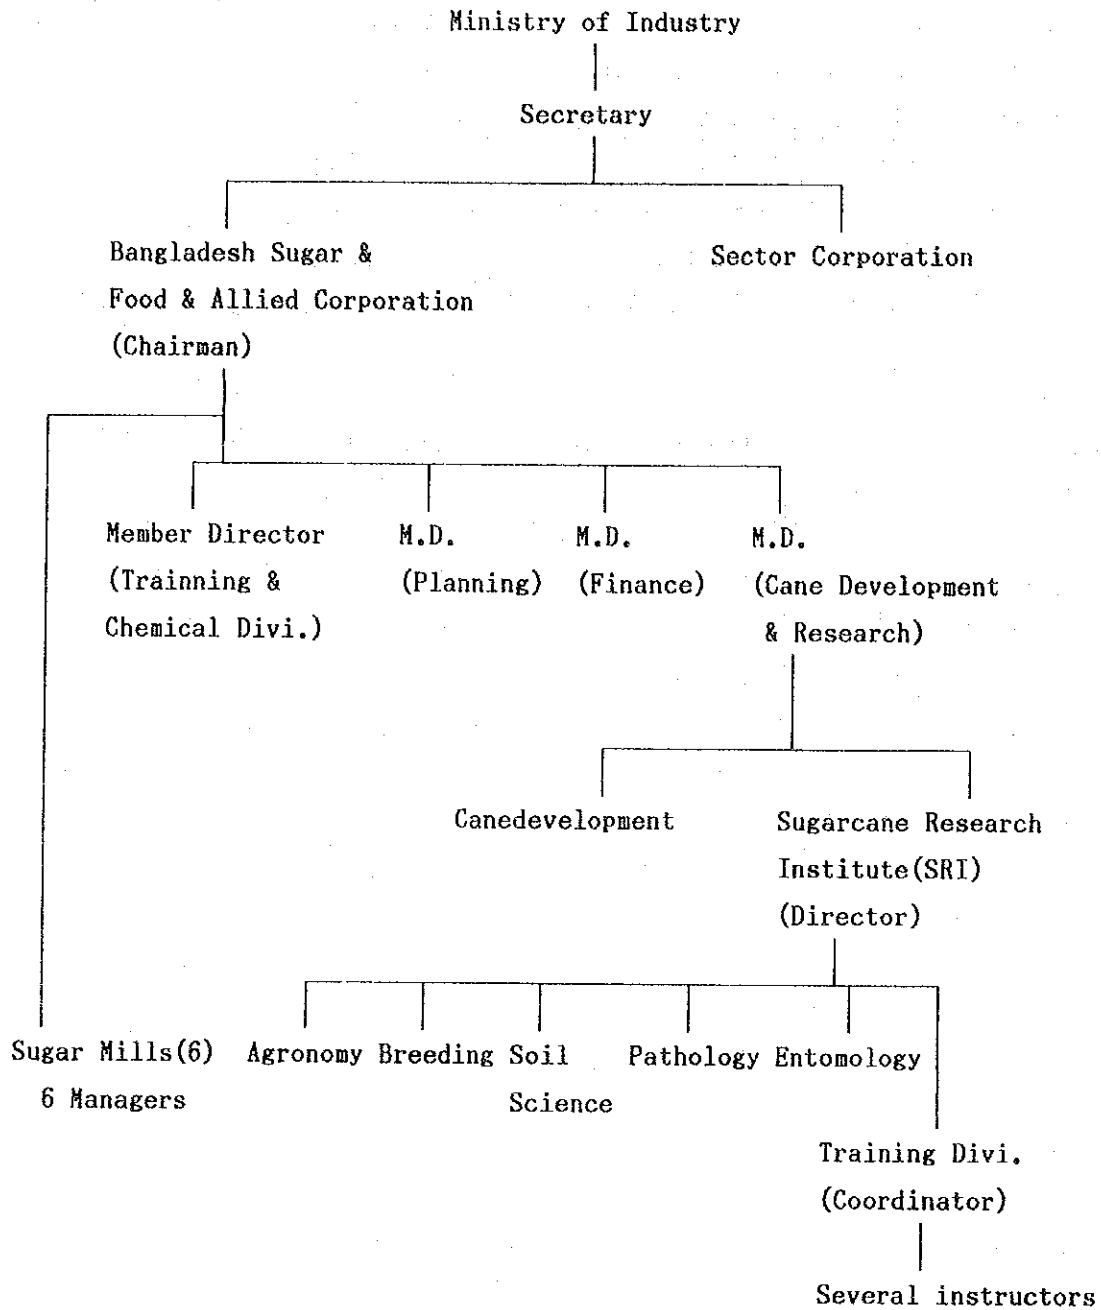 Ministry of Industry
Secretary
Bangladesh Sugar &
Food & Allied Corporation
(Chairman)
Sector Corporation
Member Director
(Trainning &
Chemical Divi.)
M.D.
(Planning)
M.D.
(Finance)
M.D.
(Cane Development
& Research)
Canedevelopment
Sugarcane Research
Institute(SRI)
(Director)
Sugar Mills(6)
6 Managers
Agronomy
Breeding
Soil
Science
Pathology
Entomology
Training Divi.
(Coordinator)
Several instructors